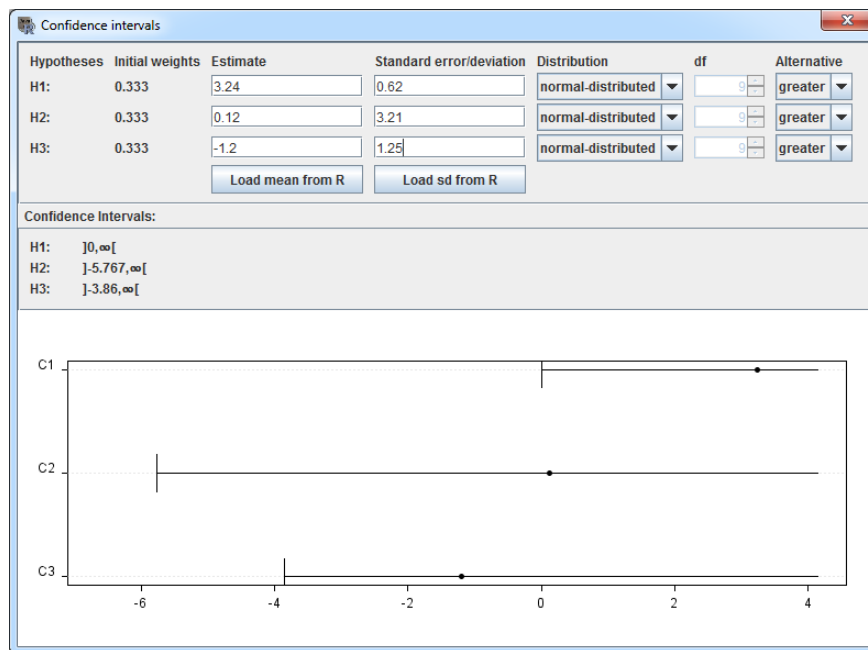 Confidence intervals
Hypotheses Initial weights Estimate Standard error/deviation Distribution df Alternative
H1: 0.333 3.24 0.62 normal-distributed 9 greater
H2: 0.333 0.12 3.21 normal-distributed 9 greater
H3: 0.333 -1.2 1.25 normal-distributed 9 greater
Load mean from R Load sd from R
Confidence Intervals:
H1: ]0,∞[
H2: ]-5.767,∞[
H3: ]-3.86,∞[
C1
C2
C3
-6 -4 -2 0 2 4